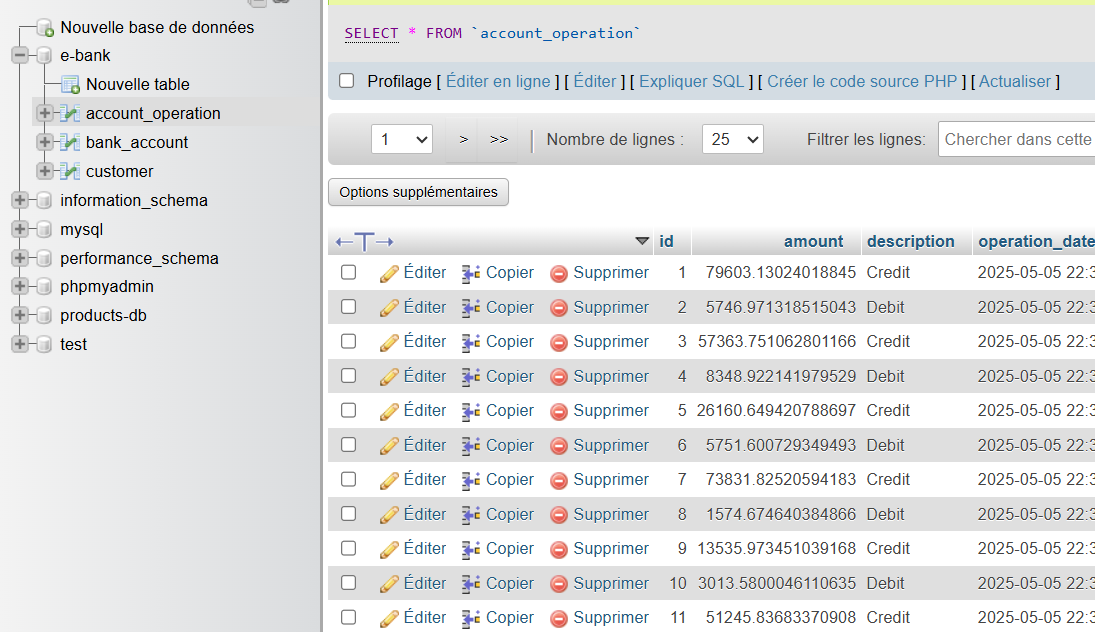 Nouvelle base de données
e-bank
Nouvelle table
account_operation
bank_account
customer
information_schema
mysql
performance_schema
phpmyadmin
products-db
test
SELECT * FROM `account_operation`
Profilage [ Éditer en ligne ] [ Éditer ] [ Expliquer SQL ] [ Créer le code source PHP ] [ Actualiser ]
1 > >> Nombre de lignes : 25 Filtrer les lignes: Chercher dans cette
Options supplémentaires
id amount description operation_date
Éditer Copier Supprimer 1 79603.13024018845 Credit 2025-05-05 22:3
Éditer Copier Supprimer 2 5746.971318515043 Debit 2025-05-05 22:3
Éditer Copier Supprimer 3 57363.751062801166 Credit 2025-05-05 22:3
Éditer Copier Supprimer 4 8348.922141979529 Debit 2025-05-05 22:3
Éditer Copier Supprimer 5 26160.649420788697 Credit 2025-05-05 22:3
Éditer Copier Supprimer 6 5751.600729349493 Debit 2025-05-05 22:3
Éditer Copier Supprimer 7 73831.82520594183 Credit 2025-05-05 22:3
Éditer Copier Supprimer 8 1574.674640384866 Debit 2025-05-05 22:3
Éditer Copier Supprimer 9 13535.973451039168 Credit 2025-05-05 22:3
Éditer Copier Supprimer 10 3013.5800046110635 Debit 2025-05-05 22:3
Éditer Copier Supprimer 11 51245.83683370908 Credit 2025-05-05 22:3